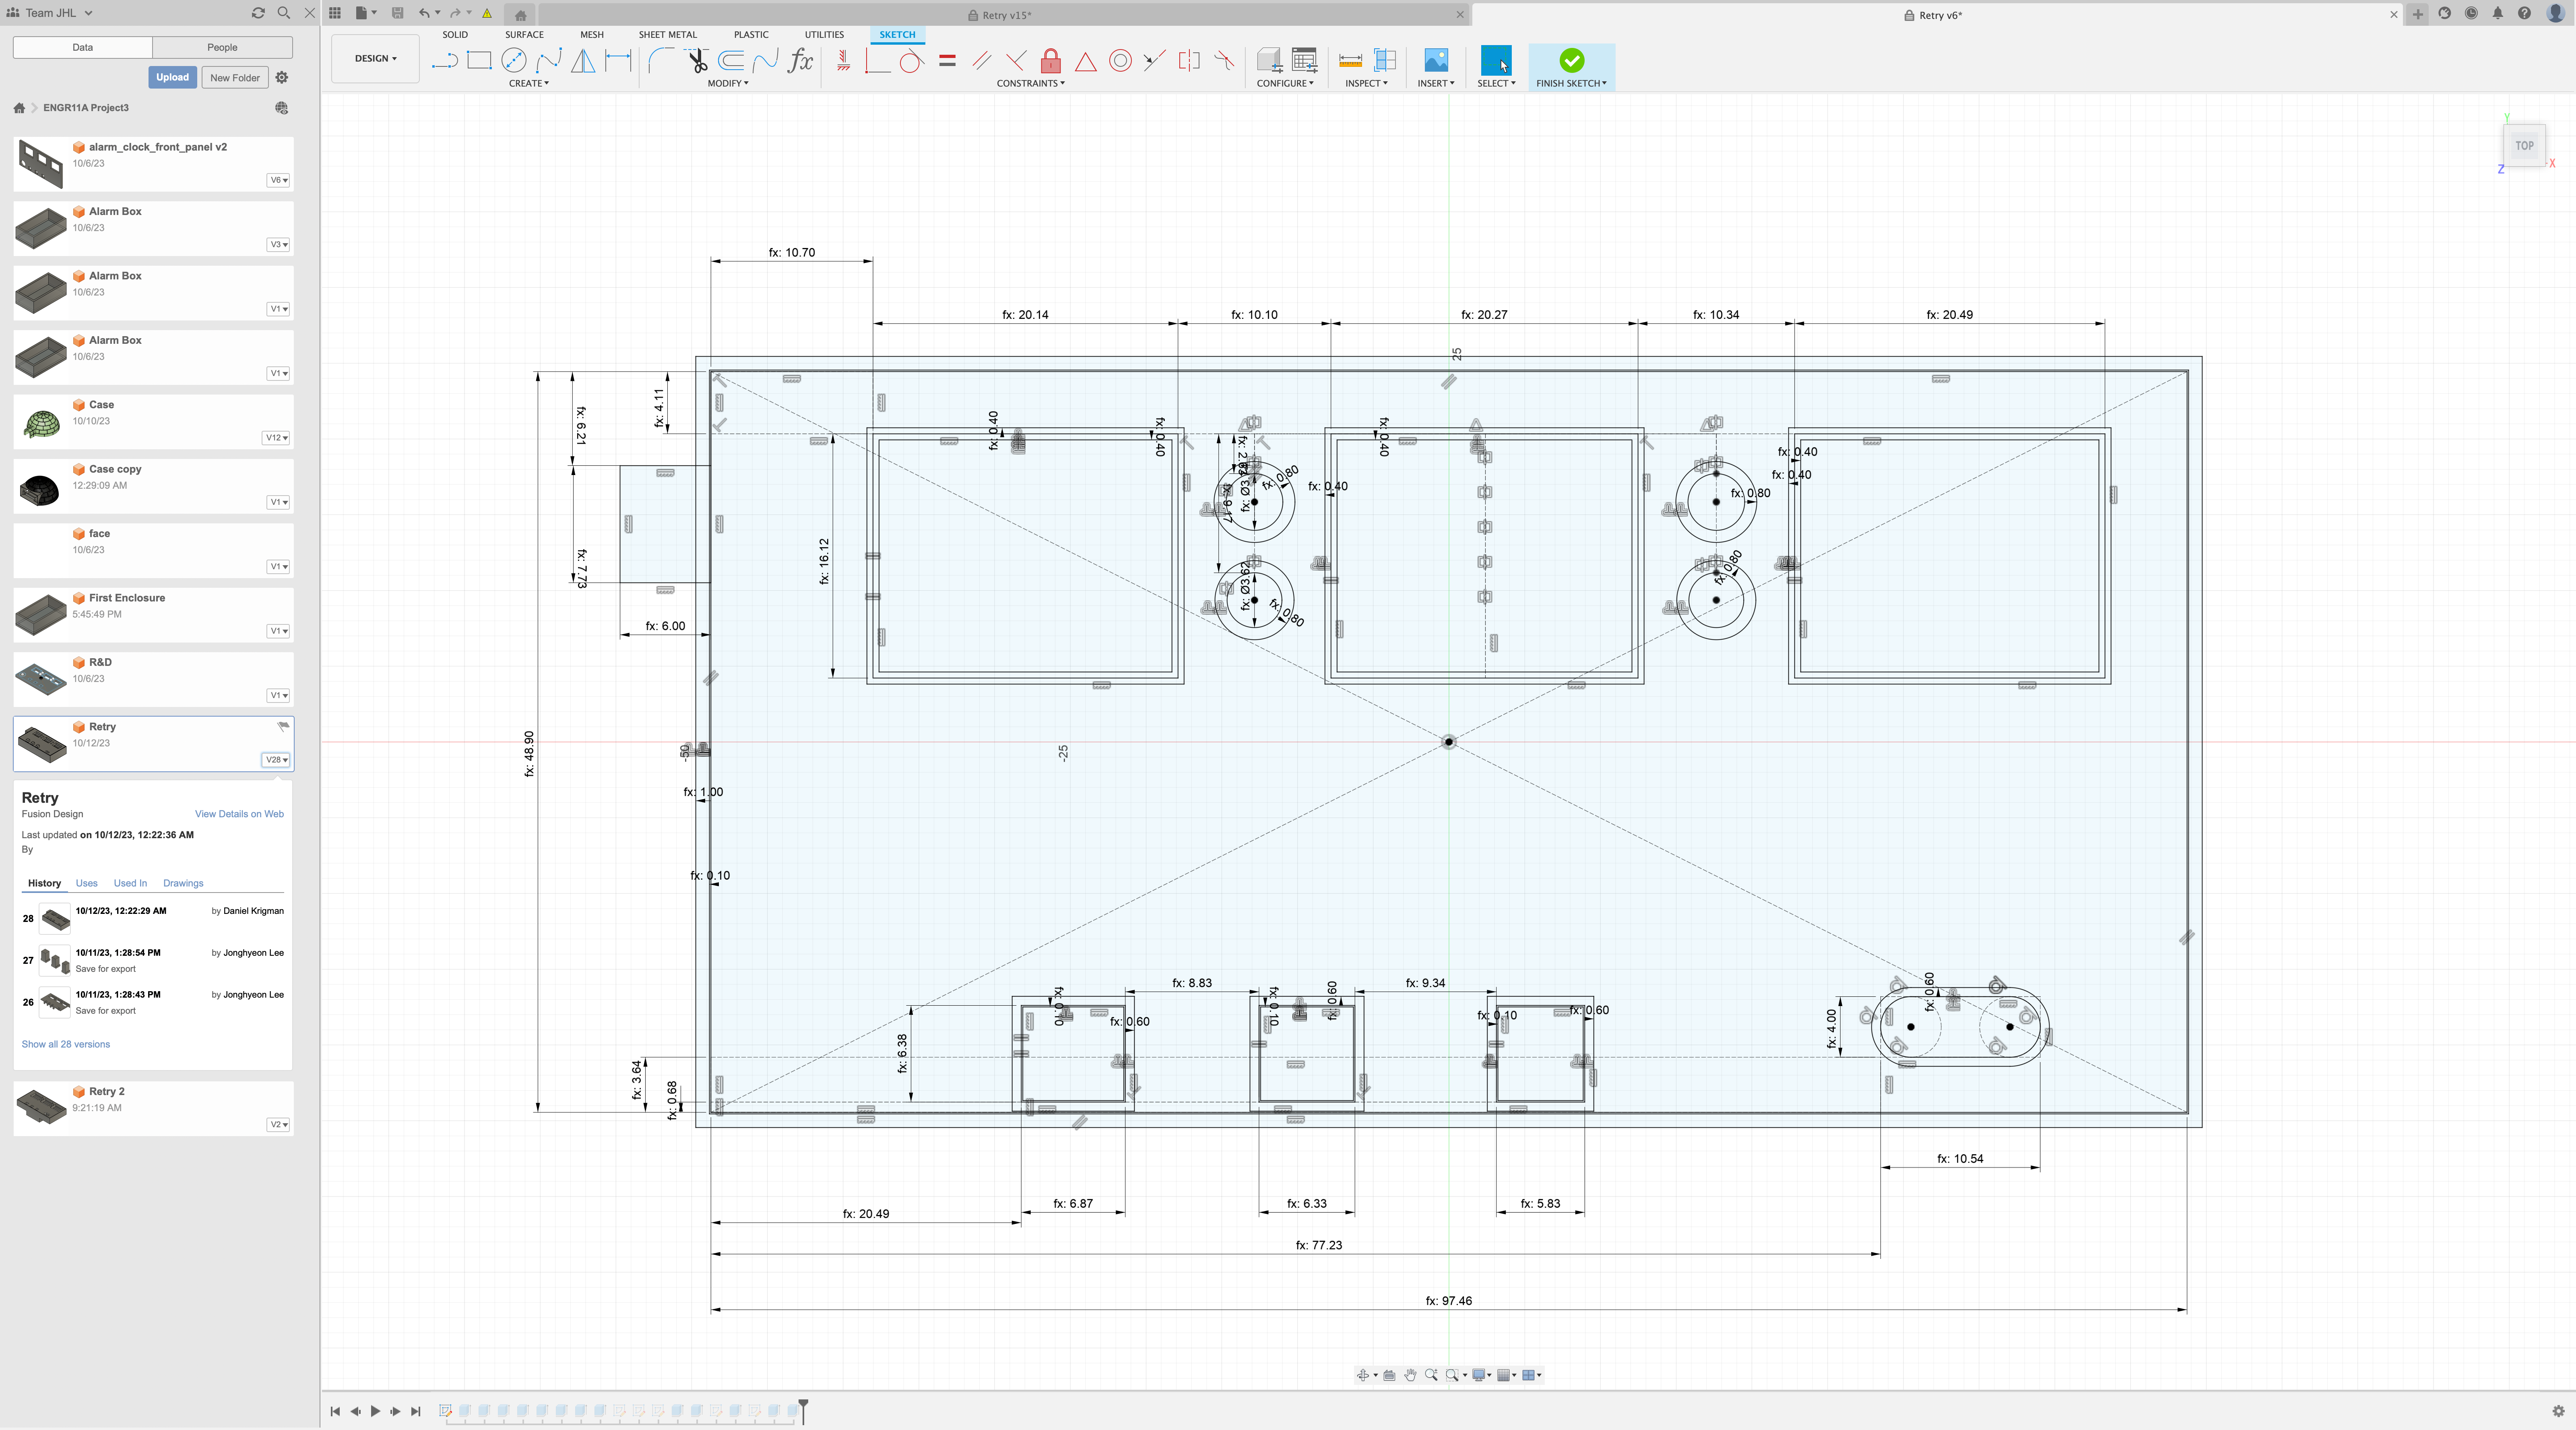 Team JHL
Data
People
Upload
New Folder
ENGR11A Project3
alarm_clock_front_panel v2
10/6/23
V6
Alarm Box
10/6/23
V3
Alarm Box
10/6/23
V1
Alarm Box
10/6/23
V1
Case
10/10/23
V12
Case copy
12:29:09 AM
V1
face
10/6/23
V1
First Enclosure
5:45:49 PM
V1
R&D
10/6/23
V1
Retry
10/12/23
V28
Retry
Fusion Design
View Details on Web
Last updated on 10/12/23, 12:22:36 AM
By
History Uses Used In Drawings
28 10/12/23, 12:22:29 AM by Daniel Krigman
27 10/11/23, 1:28:54 PM by Jonghyeon Lee
Save for export
26 10/11/23, 1:28:43 PM by Jonghyeon Lee
Save for export
Show all 28 versions
Retry 2
9:21:19 AM
V2
Retry v15*
Retry v6*
DESIGN
SOLID SURFACE MESH SHEET METAL PLASTIC UTILITIES SKETCH
fx
CREATE MODIFY CONSTRAINTS CONFIGURE INSPECT INSERT SELECT FINISH SKETCH
Y
TOP
X
Z
fx: 10.70
fx: 20.14
fx: 10.10
fx: 20.27
fx: 10.34
fx: 20.49
25
fx: 4.11
fx: 6.21
fx: 0.40
fx: 0.40
fx: 0.40
fx: 0.40
fx: 0.40
fx: 0.80
fx: 0.40
fx: 0.80
fx: 9.17
fx: 16.12
fx: 7.73
fx: Ø3.62
fx: 0.80
fx: 0.80
fx: 6.00
fx: 48.90
-50
-25
fx: 1.00
fx: 0.10
fx: 8.83
fx: 9.34
fx: 0.10
fx: 0.60
fx: 0.10
fx: 0.60
fx: 0.10
fx: 0.60
fx: 0.60
fx: 4.00
fx: 6.38
fx: 3.64
fx: 0.68
fx: 10.54
fx: 6.87
fx: 6.33
fx: 5.83
fx: 20.49
fx: 77.23
fx: 97.46